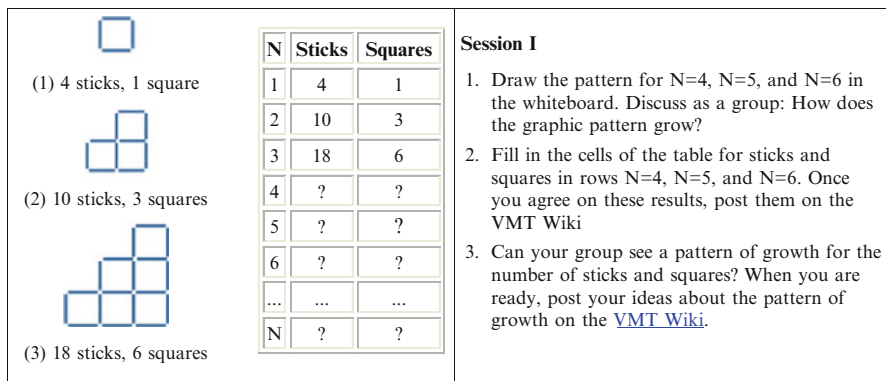 (1) 4 sticks, 1 square
(2) 10 sticks, 3 squares
(3) 18 sticks, 6 squares
N Sticks Squares
1 4 1
2 10 3
3 18 6
4 ? ?
5 ? ?
6 ? ?
... ... ...
N ? ?
Session I
1. Draw the pattern for N=4, N=5, and N=6 in
the whiteboard. Discuss as a group: How does
the graphic pattern grow?
2. Fill in the cells of the table for sticks and
squares in rows N=4, N=5, and N=6. Once
you agree on these results, post them on the
VMT Wiki
3. Can your group see a pattern of growth for the
number of sticks and squares? When you are
ready, post your ideas about the pattern of
growth on the VMT Wiki.